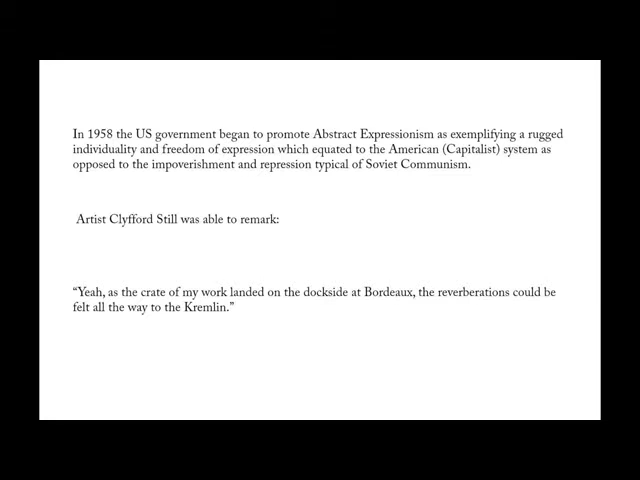 In 1958 the US government began to promote Abstract Expressionism as exemplifying a rugged
individuality and freedom of expression which equated to the American (Capitalist) system as
opposed to the impoverishment and repression typical of Soviet Communism.
Artist Clyfford Still was able to remark:
“Yeah, as the crate of my work landed on the dockside at Bordeaux, the reverberations could be
felt all the way to the Kremlin.”